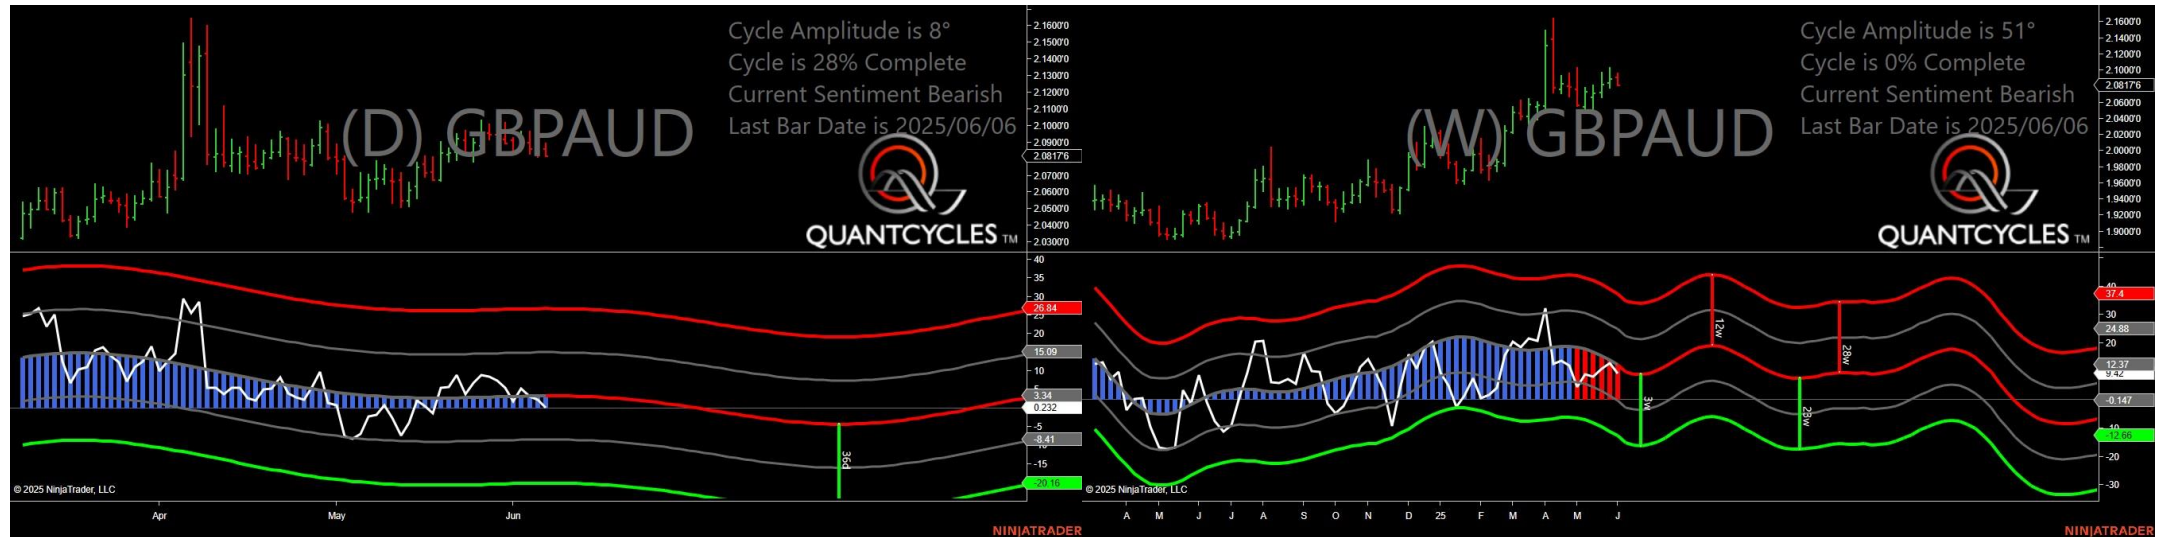 Cycle Amplitude is 8°
Cycle is 28% Complete
Current Sentiment Bearish
Last Bar Date is 2025/06/06
(D) GBPAUD
QUANTCYCLES TM
2.1600'0
2.1500'0
2.1400'0
2.1300'0
2.1200'0
2.1100'0
2.1000'0
2.0900'0
2.0817'6
2.0700'0
2.0600'0
2.0500'0
2.0400'0
2.0300'0
40
35
30
26.84
25
20
15.09
10
5
3.34
0.232
-5
-8.41
-15
-20.16
36d
© 2025 NinjaTrader, LLC
Apr
May
Jun
NINJATRADER
Cycle Amplitude is 51°
Cycle is 0% Complete
Current Sentiment Bearish
Last Bar Date is 2025/06/06
(W) GBPAUD
QUANTCYCLES TM
2.1600'0
2.1400'0
2.1200'0
2.1000'0
2.0817'6
2.0600'0
2.0400'0
2.0200'0
2.0000'0
1.9800'0
1.9600'0
1.9400'0
1.9200'0
1.9000'0
40
37.4
30
24.88
20
12.37
9.42
-0.147
-10
-12.66
-20
-30
12w
28w
3w
28w
© 2025 NinjaTrader, LLC
A M J J A S O N D 25 F M A M J
NINJATRADER